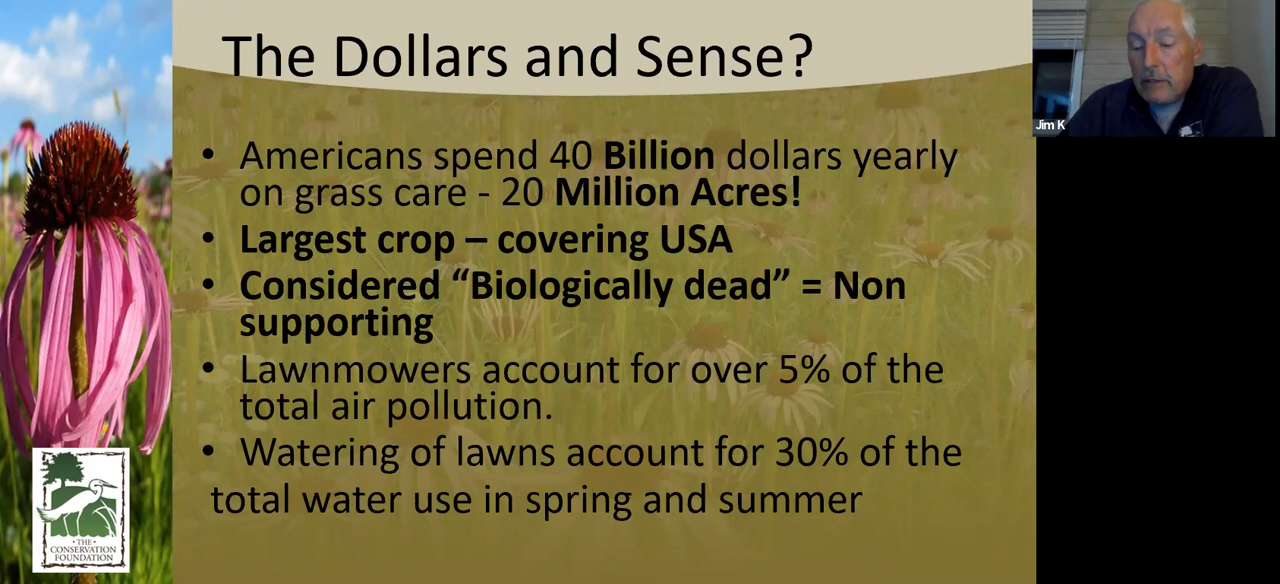 The Dollars and Sense?
• Americans spend 40 Billion dollars yearly
on grass care - 20 Million Acres!
• Largest crop – covering USA
• Considered “Biologically dead” = Non
supporting
• Lawnmowers account for over 5% of the
total air pollution.
• Watering of lawns account for 30% of the
total water use in spring and summer
Jim K
• THE •
CONSERVATION
FOUNDATION